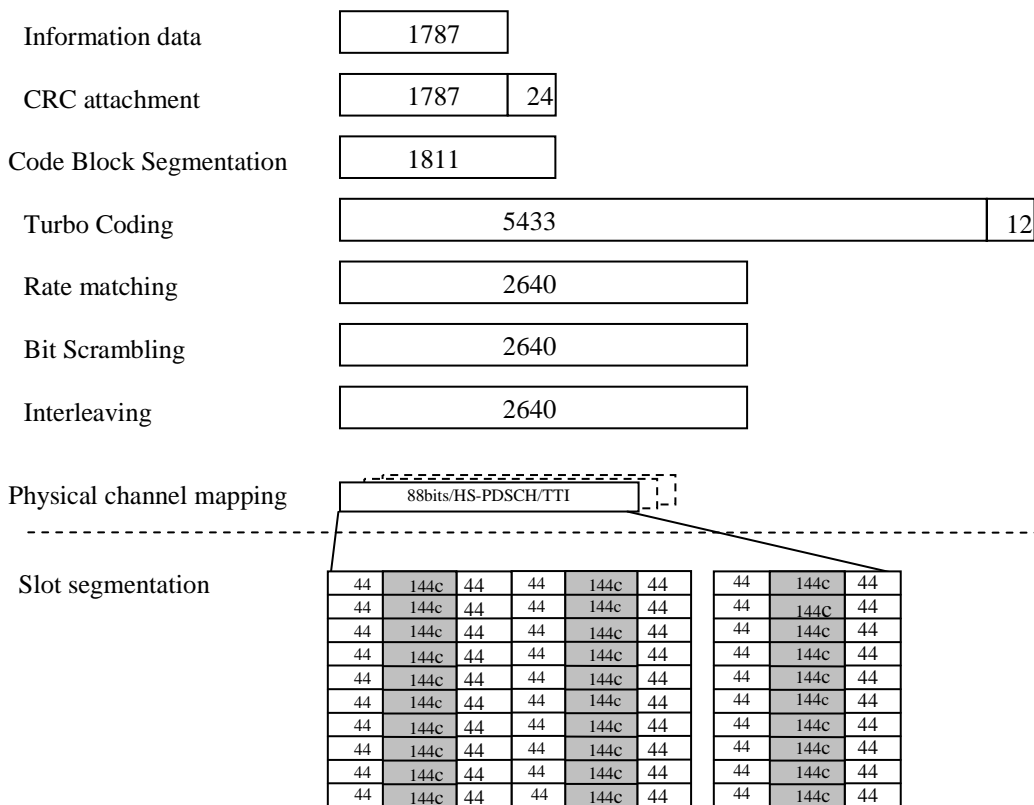 Information data 1787
CRC attachment 1787 24
Code Block Segmentation 1811
Turbo Coding 5433 12
Rate matching 2640
Bit Scrambling 2640
Interleaving 2640
Physical channel mapping 88bits/HS-PDSCH/TTI
Slot segmentation
44 144c 44 44 144c 44 44 144c 44
44 144c 44 44 144c 44 44 144c 44
44 144c 44 44 144c 44 44 144c 44
44 144c 44 44 144c 44 44 144c 44
44 144c 44 44 144c 44 44 144c 44
44 144c 44 44 144c 44 44 144c 44
44 144c 44 44 144c 44 44 144c 44
44 144c 44 44 144c 44 44 144c 44
44 144c 44 44 144c 44 44 144c 44
44 144c 44 44 144c 44 44 144c 44